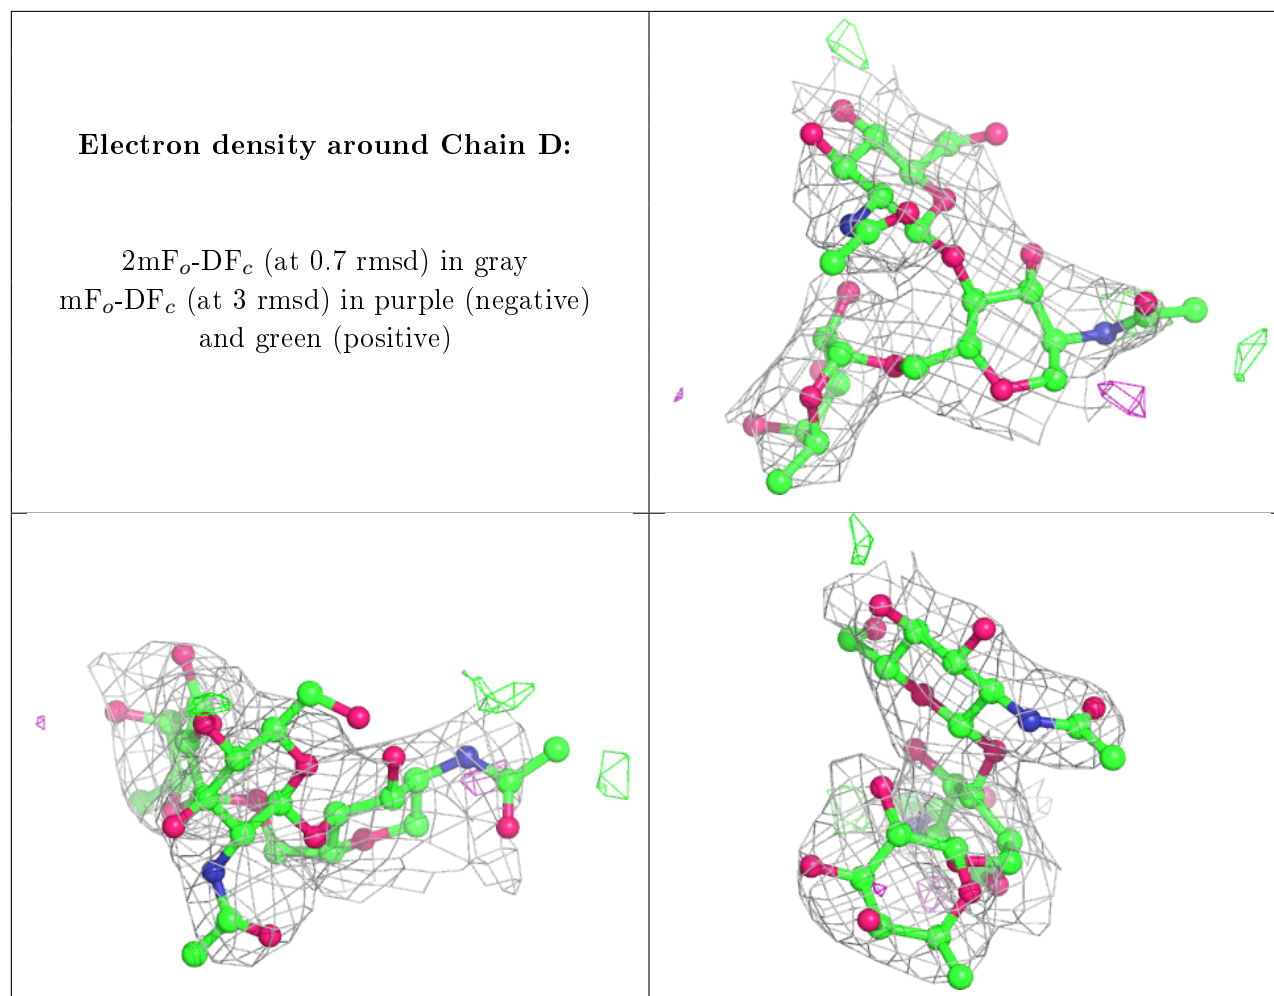 Electron density around Chain D:
2mFₒ-DF𝒸 (at 0.7 rmsd) in gray
mFₒ-DF𝒸 (at 3 rmsd) in purple (negative)
and green (positive)